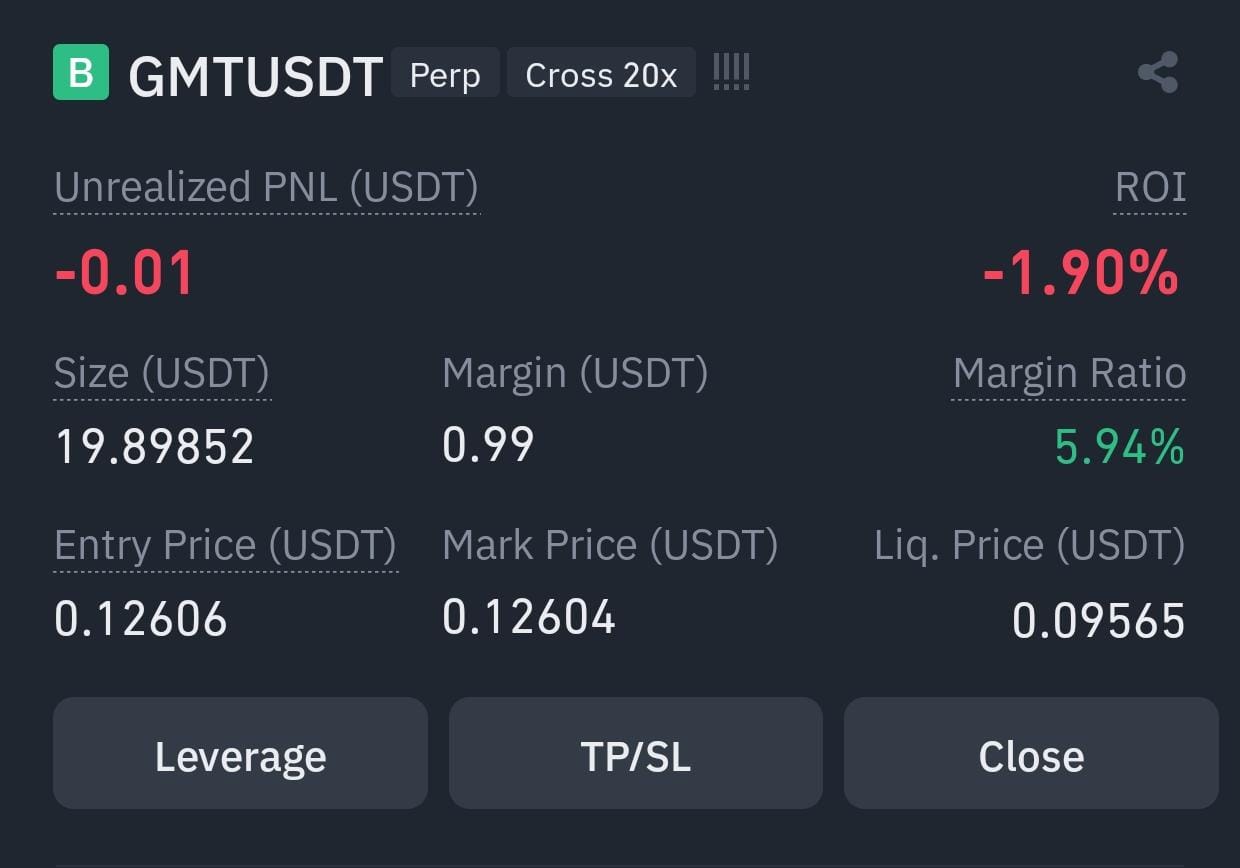 B GMTUSDT Perp Cross 20x
Unrealized PNL (USDT) ROI
-0.01 -1.90%
Size (USDT) Margin (USDT) Margin Ratio
19.89852 0.99 5.94%
Entry Price (USDT) Mark Price (USDT) Liq. Price (USDT)
0.12606 0.12604 0.09565
Leverage TP/SL Close